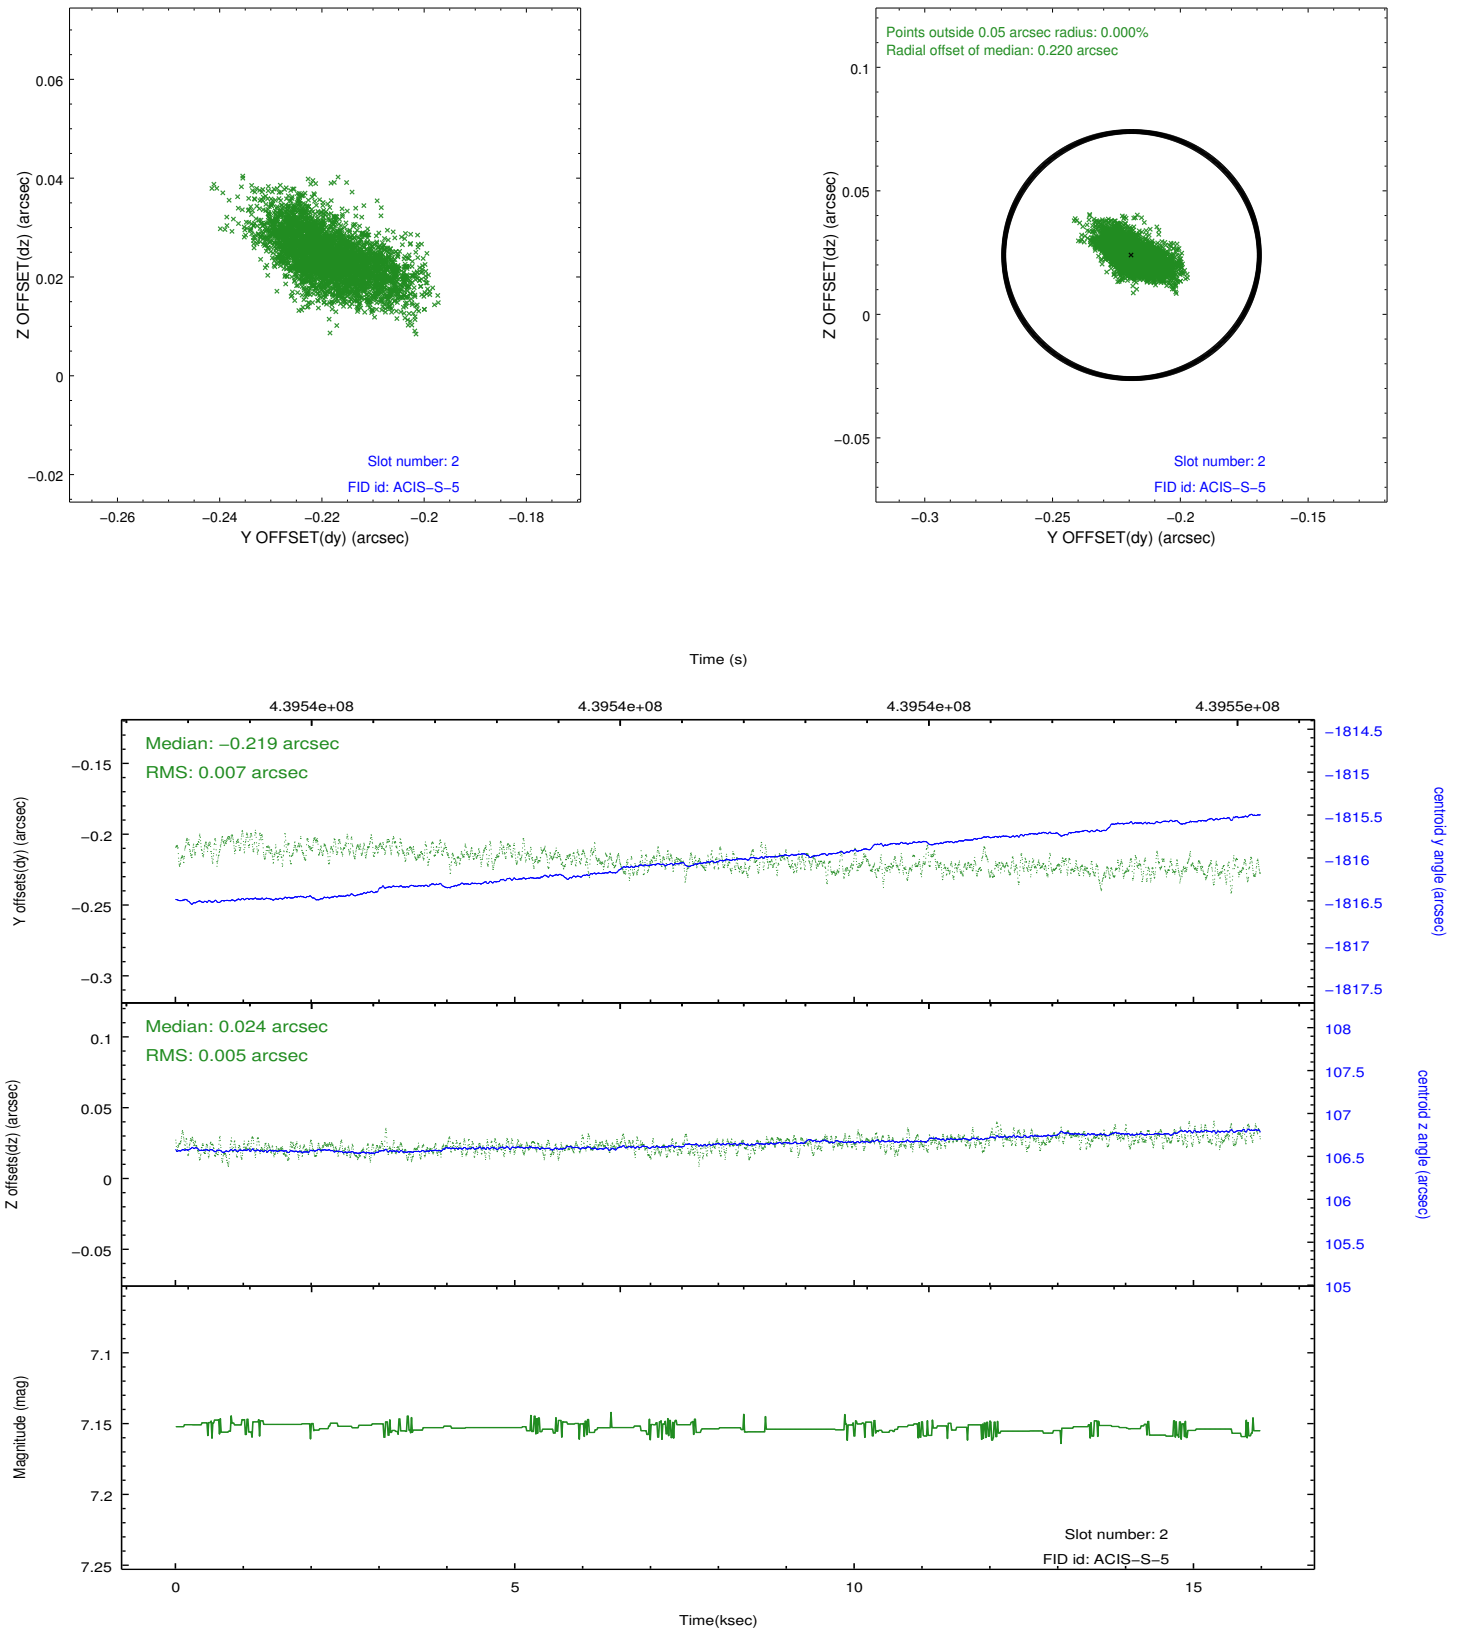 0.06
0.04
0.02
0
−0.02
Z OFFSET(dz) (arcsec)
−0.26
−0.24
−0.22
−0.2
−0.18
Y OFFSET(dy) (arcsec)
Slot number: 2
FID id: ACIS−S−5
Points outside 0.05 arcsec radius: 0.000%
Radial offset of median: 0.220 arcsec
0.1
0.05
0
−0.05
Z OFFSET(dz) (arcsec)
−0.3
−0.25
−0.2
−0.15
Y OFFSET(dy) (arcsec)
Slot number: 2
FID id: ACIS−S−5
Time (s)
4.3954e+08
4.3954e+08
4.3954e+08
4.3955e+08
Median: −0.219 arcsec
RMS: 0.007 arcsec
−0.15
−0.2
−0.25
−0.3
Y offsets(dy) (arcsec)
−1814.5
−1815
−1815.5
−1816
−1816.5
−1817
−1817.5
centroid y angle (arcsec)
Median: 0.024 arcsec
RMS: 0.005 arcsec
0.1
0.05
0
−0.05
Z offsets(dz) (arcsec)
108
107.5
107
106.5
106
105.5
105
centroid z angle (arcsec)
7.1
7.15
7.2
7.25
Magnitude (mag)
Slot number: 2
FID id: ACIS−S−5
0
5
10
15
Time(ksec)